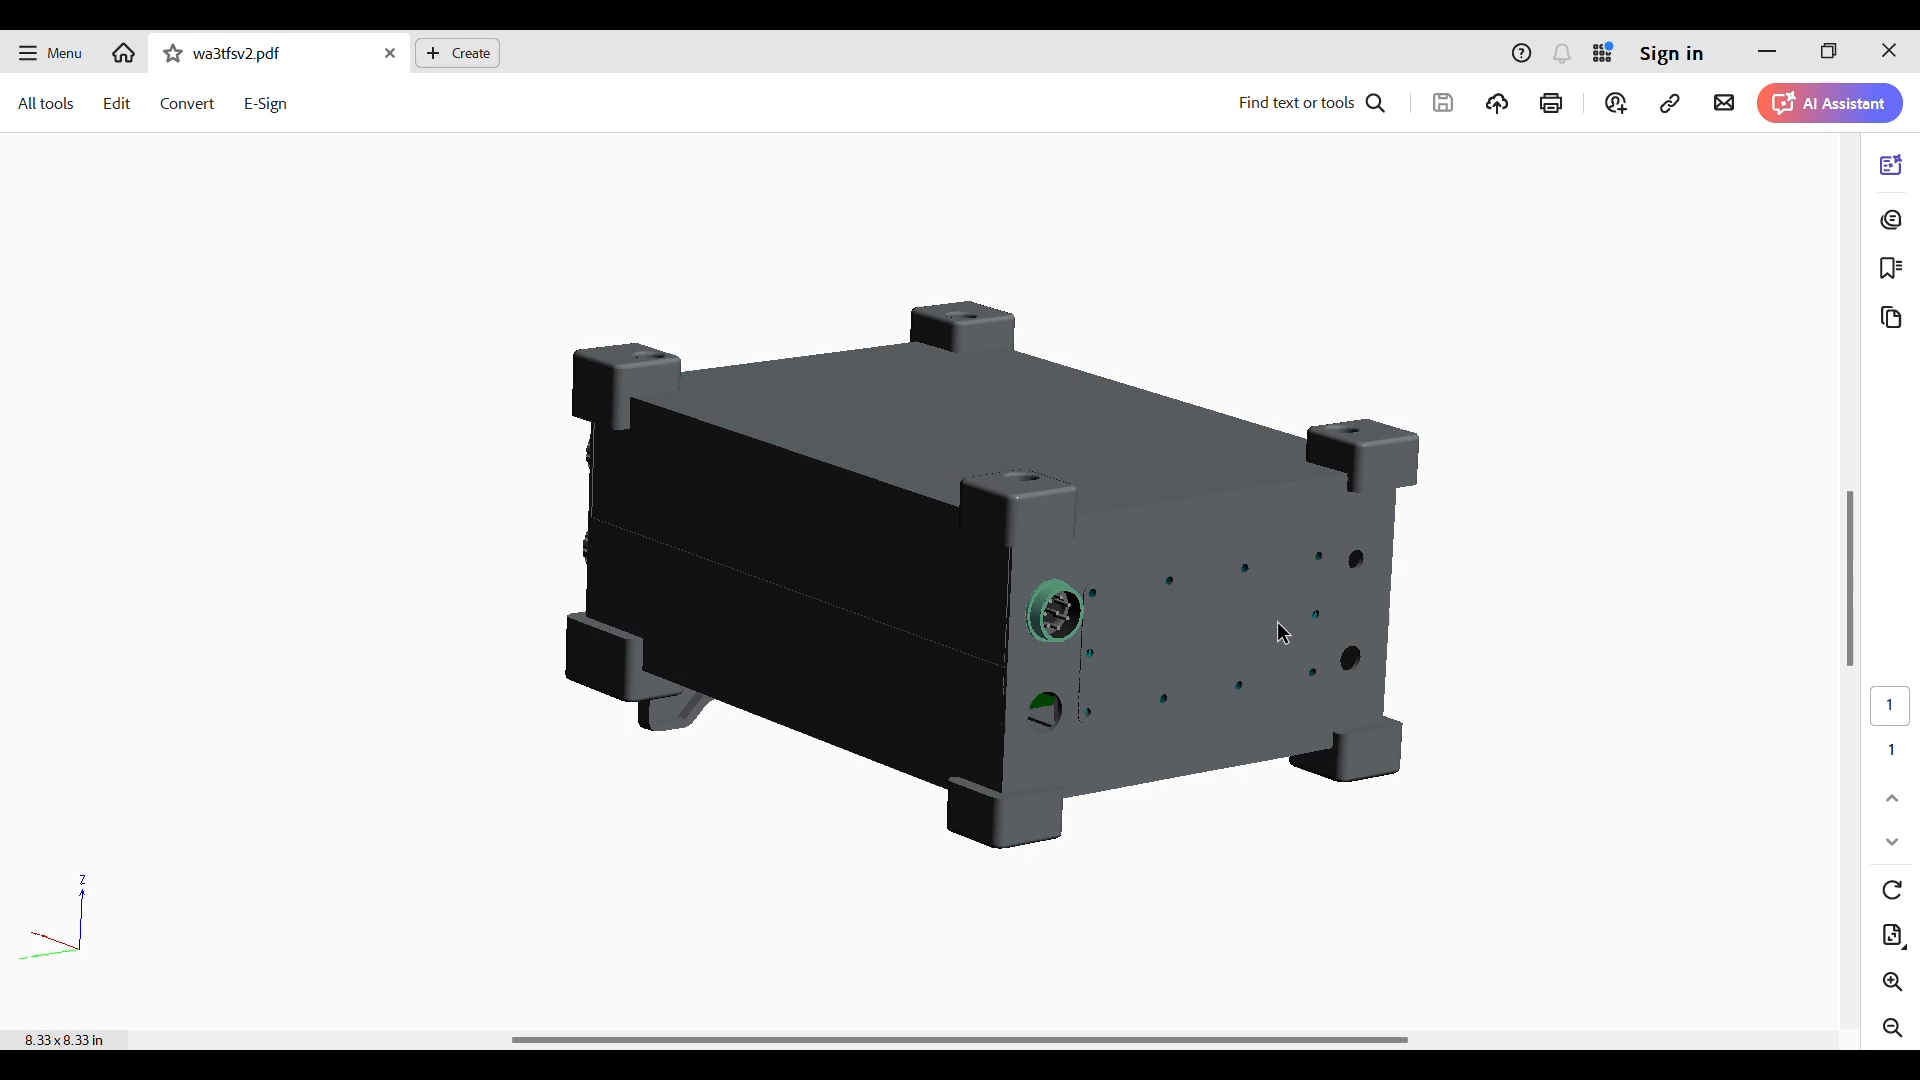 Menu
wa3tfsv2.pdf
Create
Sign in
All tools
Edit
Convert
E-Sign
Find text or tools
AI Assistant
1
1
Z
8.33 x 8.33 in